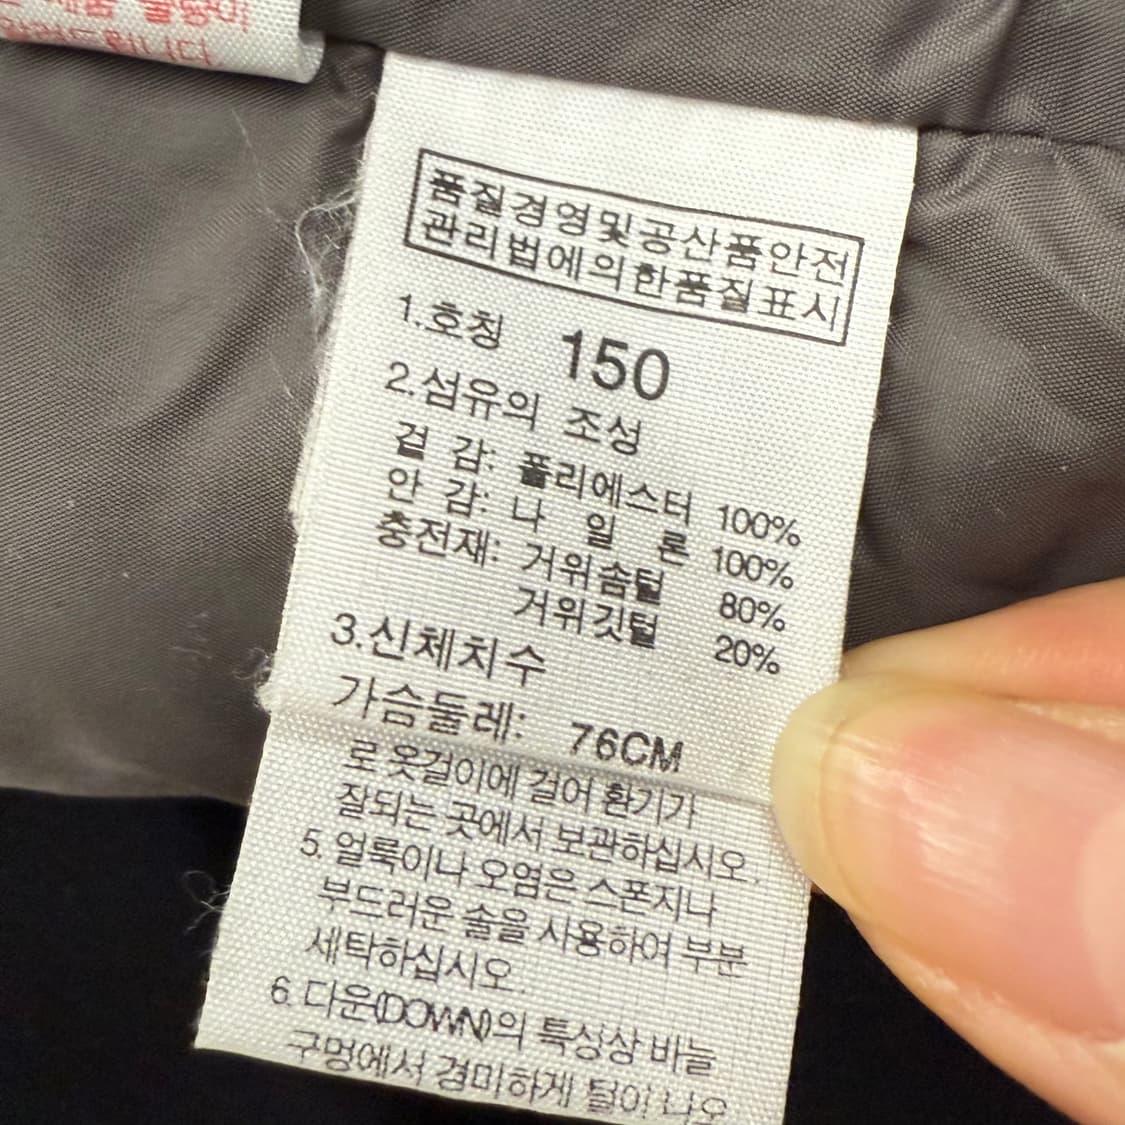 품질경영및공산품안전
관리법에의한품질표시
1.호칭 150
2.섬유의 조성
겉 감: 폴리에스터 100%
안 감: 나 일 론 100%
충전재: 거위솜털 80%
거위깃털 20%
3.신체치수
가슴둘레: 76CM
로 옷걸이에 걸어 환기가
잘되는 곳에서 보관하십시오.
5. 얼룩이나 오염은 스폰지나
부드러운 솔을 사용하여 부분
세탁하십시오.
6. 다운(DOWN)의 특성상 바늘
구멍에서 경미하게 털이 나오